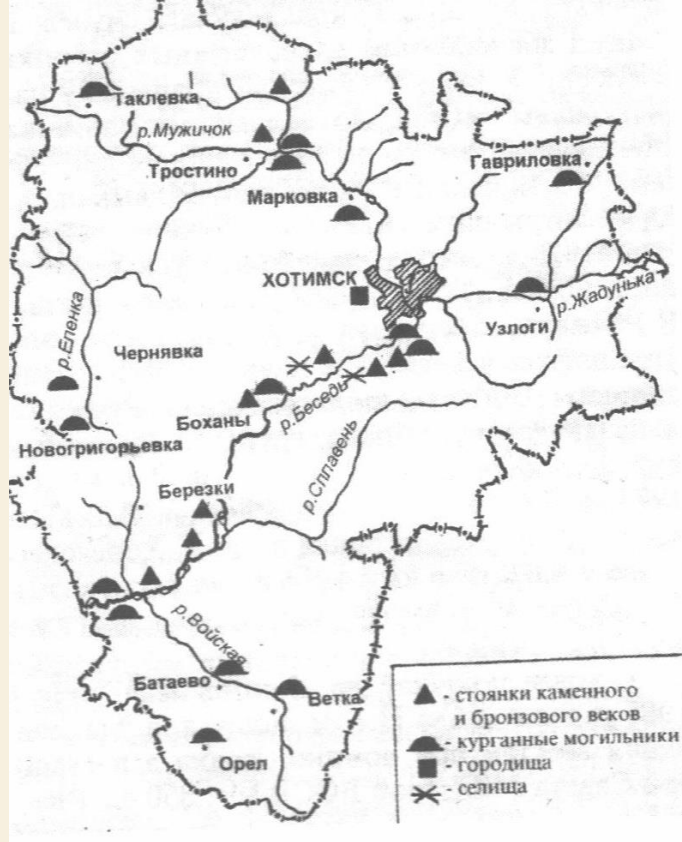 Таклевка
р.Мужичок
Тростино
Гавриловка
Марковка
ХОТИМСК
р.Жадунька
Узлоги
р.Еленка
Чернявка
р.Беседь
Боханы
Новогригорьевка
р.Сплавень
Березки
р.Войская
Батаево
Ветка
Орел
- стоянки каменного
и бронзового веков
- курганные могильники
- городища
- селища